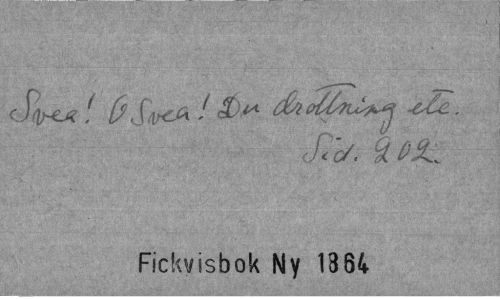 Svea! O Svea! Du drottning etc.
Sid. 202.
Fickvisbok Ny 1864